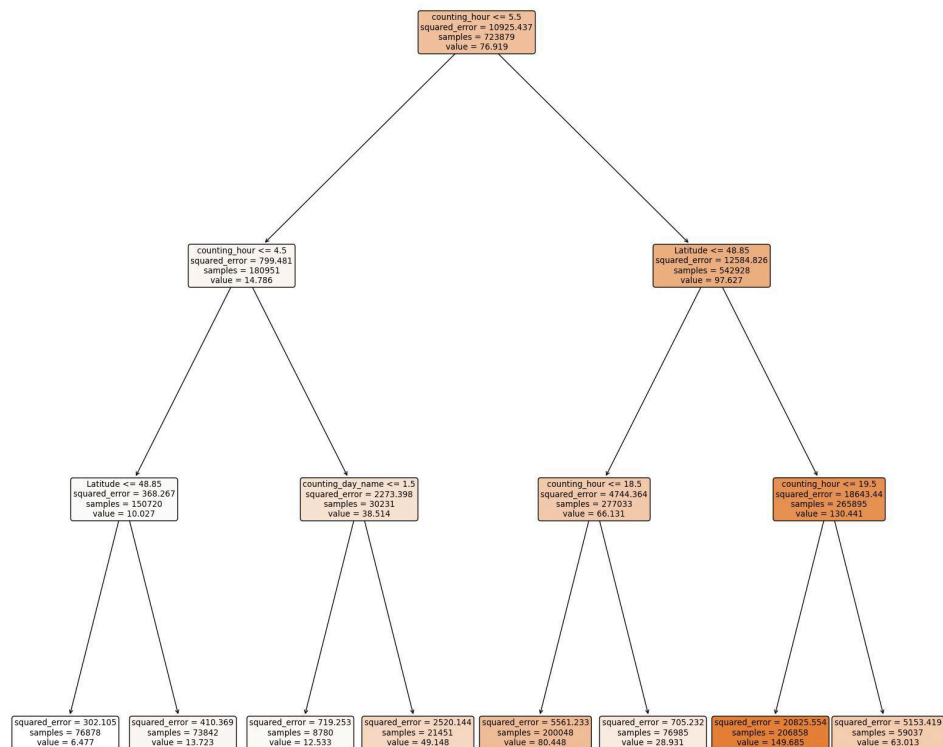 counting_hour <= 5.5
squared_error = 10925.437
samples = 723879
value = 76.919
counting_hour <= 4.5
squared_error = 799.481
samples = 180951
value = 14.786
Latitude <= 48.85
squared_error = 12584.826
samples = 542928
value = 97.627
Latitude <= 48.85
squared_error = 368.267
samples = 150720
value = 10.027
counting_day_name <= 1.5
squared_error = 2273.398
samples = 30231
value = 38.514
counting_hour <= 18.5
squared_error = 4744.364
samples = 277033
value = 66.131
counting_hour <= 19.5
squared_error = 18643.44
samples = 265895
value = 130.441
squared_error = 302.105
samples = 76878
value = 6.477
squared_error = 410.369
samples = 73842
value = 13.723
squared_error = 719.253
samples = 8780
value = 12.533
squared_error = 2520.144
samples = 21451
value = 49.148
squared_error = 5561.233
samples = 200048
value = 80.448
squared_error = 705.232
samples = 76985
value = 28.931
squared_error = 20825.554
samples = 206858
value = 149.685
squared_error = 5153.419
samples = 59037
value = 63.013